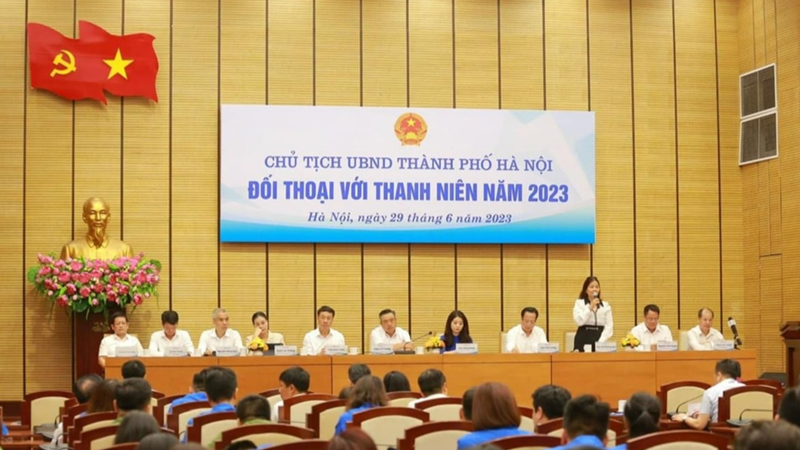 CHỦ TỊCH UBND THÀNH PHỐ HÀ NỘI
ĐỐI THOẠI VỚI THANH NIÊN NĂM 2023
Hà Nội, ngày 29 tháng 6 năm 2023